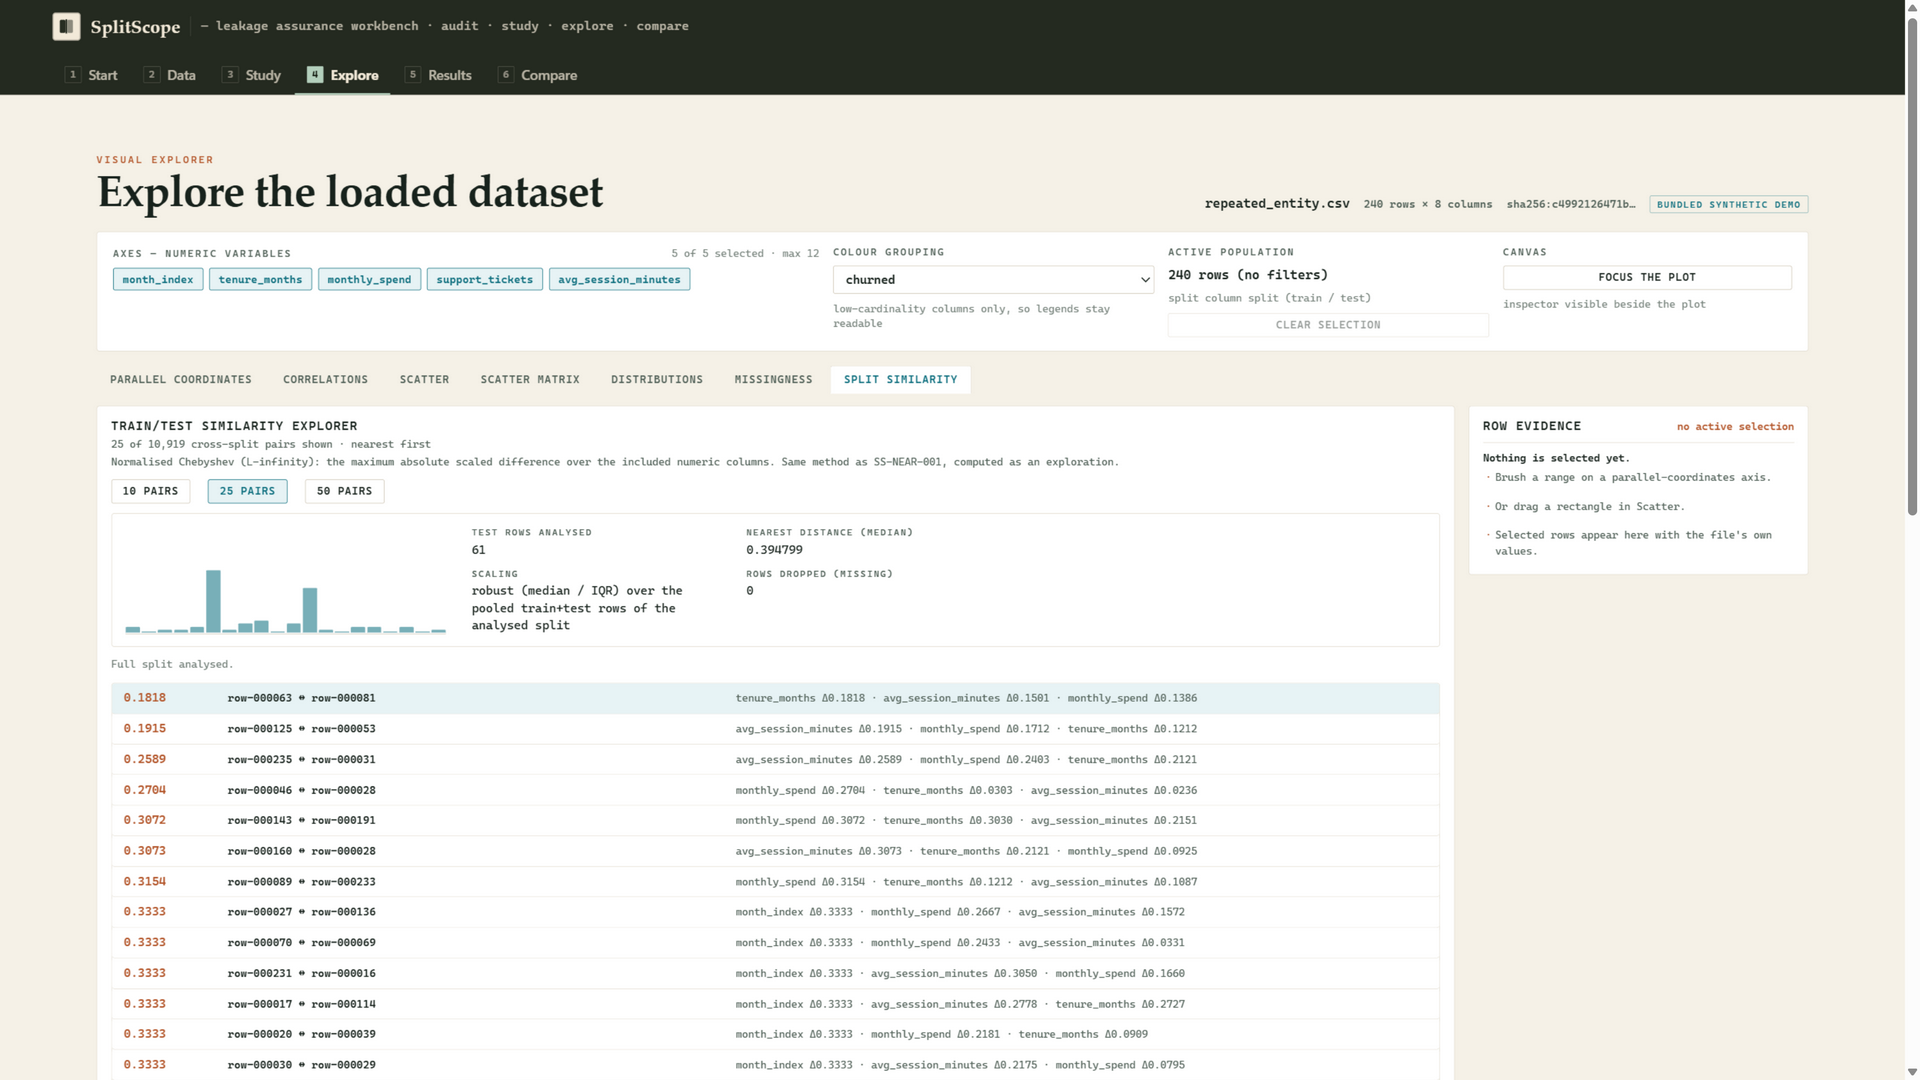 SplitScope — leakage assurance workbench · audit · study · explore · compare
1 Start 2 Data 3 Study 4 Explore 5 Results 6 Compare
VISUAL EXPLORER
Explore the loaded dataset
repeated_entity.csv 240 rows × 8 columns sha256:c4992126471b… BUNDLED SYNTHETIC DEMO
AXES — NUMERIC VARIABLES 5 of 5 selected · max 12
month_index tenure_months monthly_spend support_tickets avg_session_minutes
COLOUR GROUPING
churned
low-cardinality columns only, so legends stay
readable
ACTIVE POPULATION
240 rows (no filters)
split column split (train / test)
CLEAR SELECTION
CANVAS
FOCUS THE PLOT
inspector visible beside the plot
PARALLEL COORDINATES CORRELATIONS SCATTER SCATTER MATRIX DISTRIBUTIONS MISSINGNESS SPLIT SIMILARITY
TRAIN/TEST SIMILARITY EXPLORER
25 of 10,919 cross-split pairs shown · nearest first
Normalised Chebyshev (L-infinity): the maximum absolute scaled difference over the included numeric columns. Same method as SS-NEAR-001, computed as an exploration.
10 PAIRS 25 PAIRS 50 PAIRS
TEST ROWS ANALYSED
61
NEAREST DISTANCE (MEDIAN)
0.394799
SCALING
robust (median / IQR) over the
pooled train+test rows of the
analysed split
ROWS DROPPED (MISSING)
0
Full split analysed.
0.1818 row-000063 ↔ row-000081 tenure_months Δ0.1818 · avg_session_minutes Δ0.1501 · monthly_spend Δ0.1386
0.1915 row-000125 ↔ row-000053 avg_session_minutes Δ0.1915 · monthly_spend Δ0.1712 · tenure_months Δ0.1212
0.2589 row-000235 ↔ row-000031 avg_session_minutes Δ0.2589 · monthly_spend Δ0.2403 · tenure_months Δ0.2121
0.2704 row-000046 ↔ row-000028 monthly_spend Δ0.2704 · tenure_months Δ0.0303 · avg_session_minutes Δ0.0236
0.3072 row-000143 ↔ row-000191 monthly_spend Δ0.3072 · tenure_months Δ0.3030 · avg_session_minutes Δ0.2151
0.3073 row-000160 ↔ row-000028 avg_session_minutes Δ0.3073 · tenure_months Δ0.2121 · monthly_spend Δ0.0925
0.3154 row-000089 ↔ row-000233 monthly_spend Δ0.3154 · tenure_months Δ0.1212 · avg_session_minutes Δ0.1087
0.3333 row-000027 ↔ row-000136 month_index Δ0.3333 · monthly_spend Δ0.2667 · avg_session_minutes Δ0.1572
0.3333 row-000070 ↔ row-000069 month_index Δ0.3333 · monthly_spend Δ0.2433 · avg_session_minutes Δ0.0331
0.3333 row-000231 ↔ row-000016 month_index Δ0.3333 · avg_session_minutes Δ0.3050 · monthly_spend Δ0.1660
0.3333 row-000017 ↔ row-000114 month_index Δ0.3333 · avg_session_minutes Δ0.2778 · tenure_months Δ0.2727
0.3333 row-000020 ↔ row-000039 month_index Δ0.3333 · monthly_spend Δ0.2181 · tenure_months Δ0.0909
0.3333 row-000030 ↔ row-000029 month_index Δ0.3333 · avg_session_minutes Δ0.2175 · monthly_spend Δ0.0795
ROW EVIDENCE no active selection
Nothing is selected yet.
· Brush a range on a parallel-coordinates axis.
· Or drag a rectangle in Scatter.
· Selected rows appear here with the file's own
values.